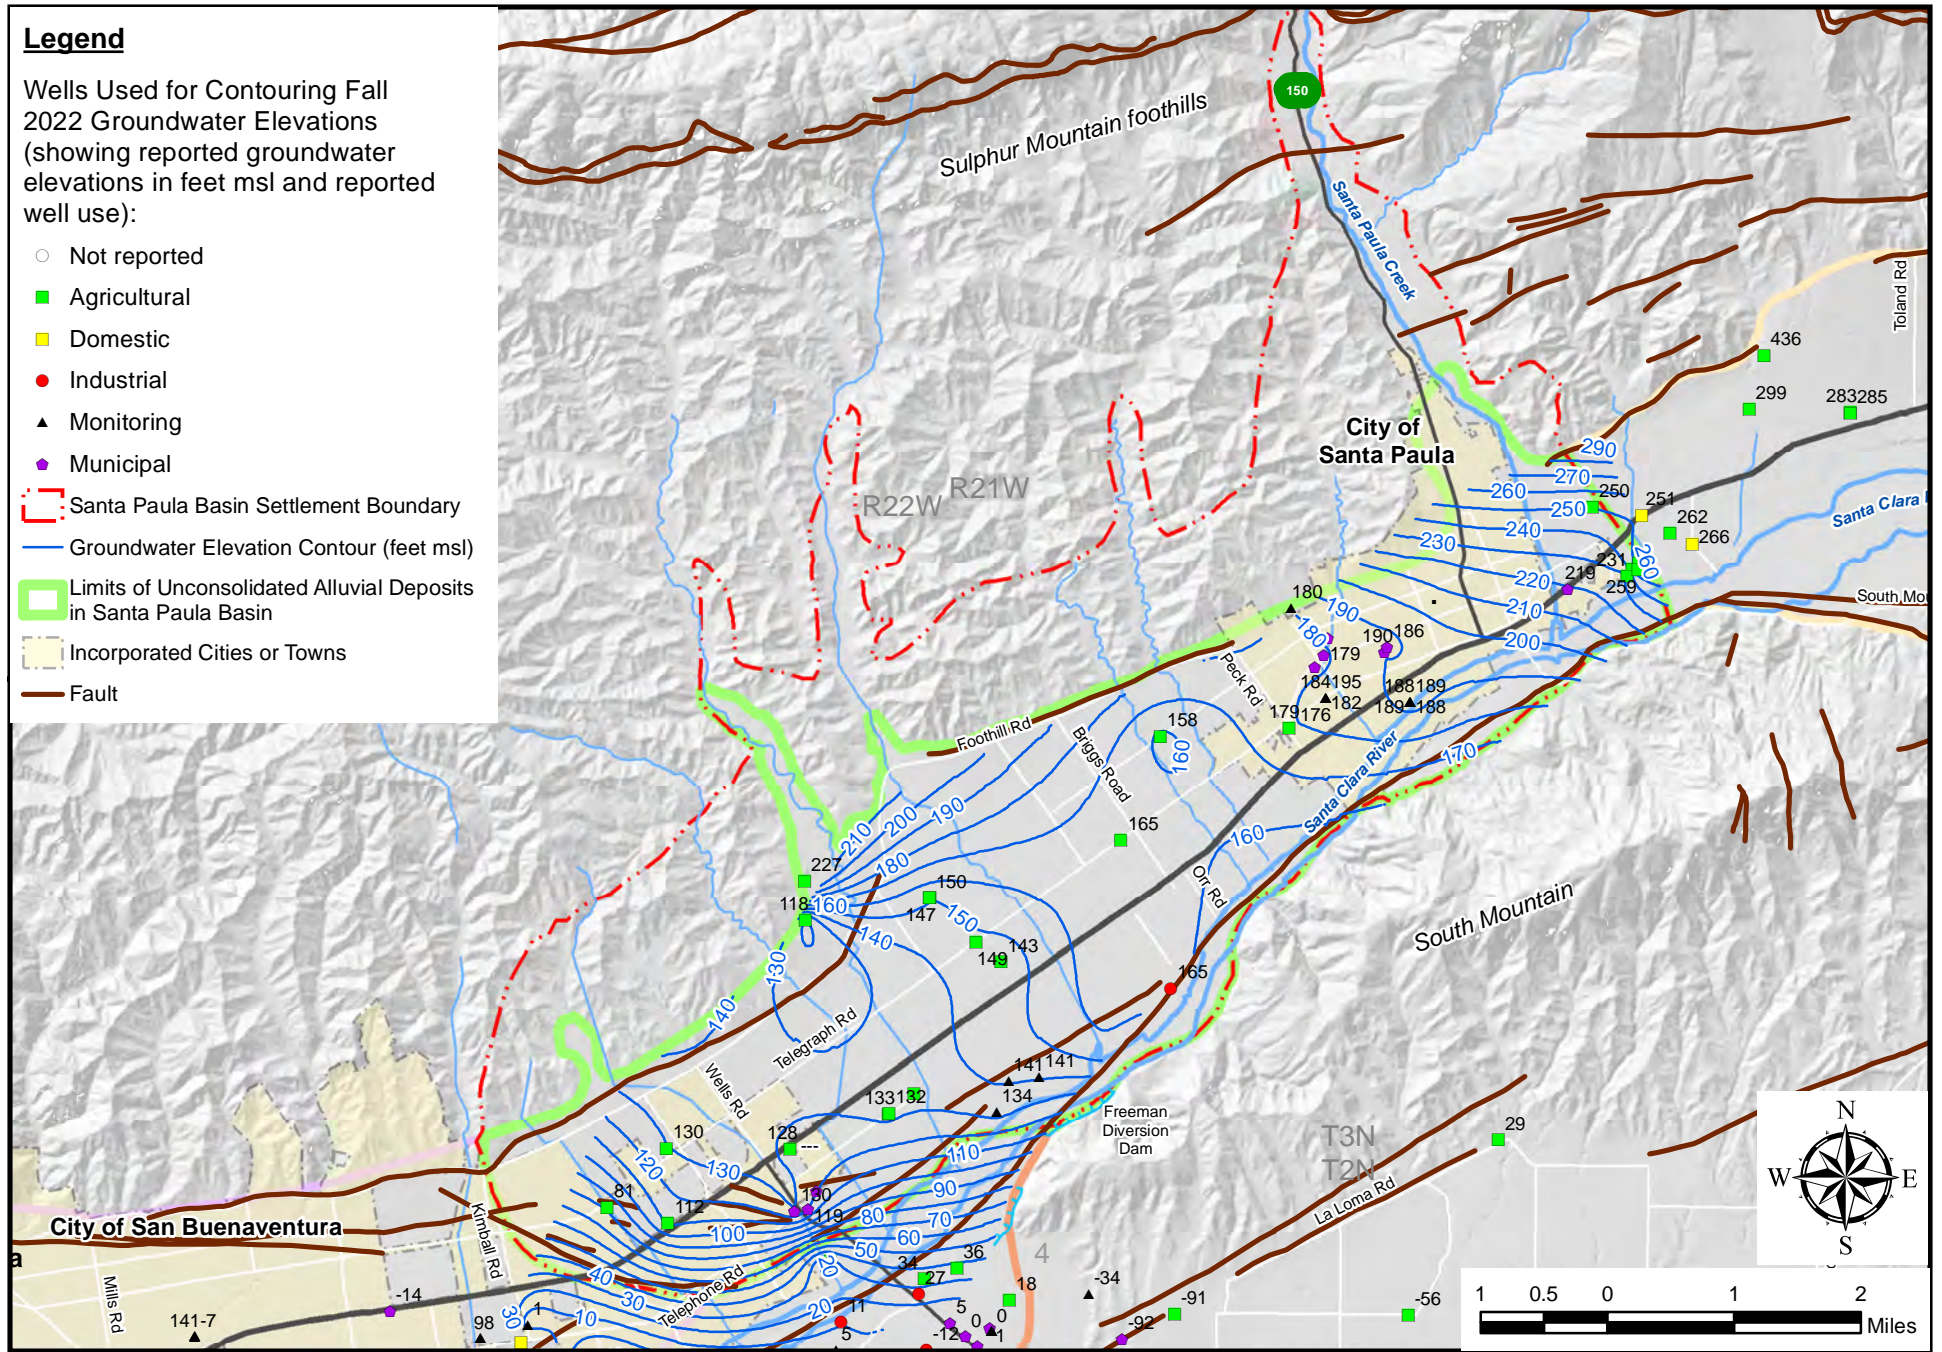 Legend
Wells Used for Contouring Fall
2022 Groundwater Elevations
(showing reported groundwater
elevations in feet msl and reported
well use):
Not reported
Agricultural
Domestic
Industrial
Monitoring
Municipal
Santa Paula Basin Settlement Boundary
Groundwater Elevation Contour (feet msl)
Limits of Unconsolidated Alluvial Deposits
in Santa Paula Basin
Incorporated Cities or Towns
Fault
150
Sulphur Mountain foothills
Santa Paula Creek
Toland Rd
436
299
283285
City of
Santa Paula
R22W
R21W
290
270
260
250
250
251
240
262
266
230
260
231
259
220
219
210
200
Santa Clara
South Mou
180
190
180
190
186
179
184195
182
188189
189
188
179
176
Peck Rd
Foothill Rd
Briggs Road
158
160
170
Santa Clara River
160
165
210
200
190
180
227
118
160
150
147
150
140
143
149
130
140
Orr Rd
165
South Mountain
Telegraph Rd
Wells Rd
141
141
134
133132
Freeman
Diversion
Dam
T3N
T2N
29
La Loma Rd
130
128
---
120
130
110
81
112
130
119
90
80
70
100
60
50
City of San Buenaventura
a
Kimball Rd
Mills Rd
40
30
30
10
Telephone Rd
20
20
34
27
36
4
18
-34
-14
141-7
98
1
11
5
5
0
0
-12
1
-92
-91
-56
N
W
E
S
1
0.5
0
1
2
Miles